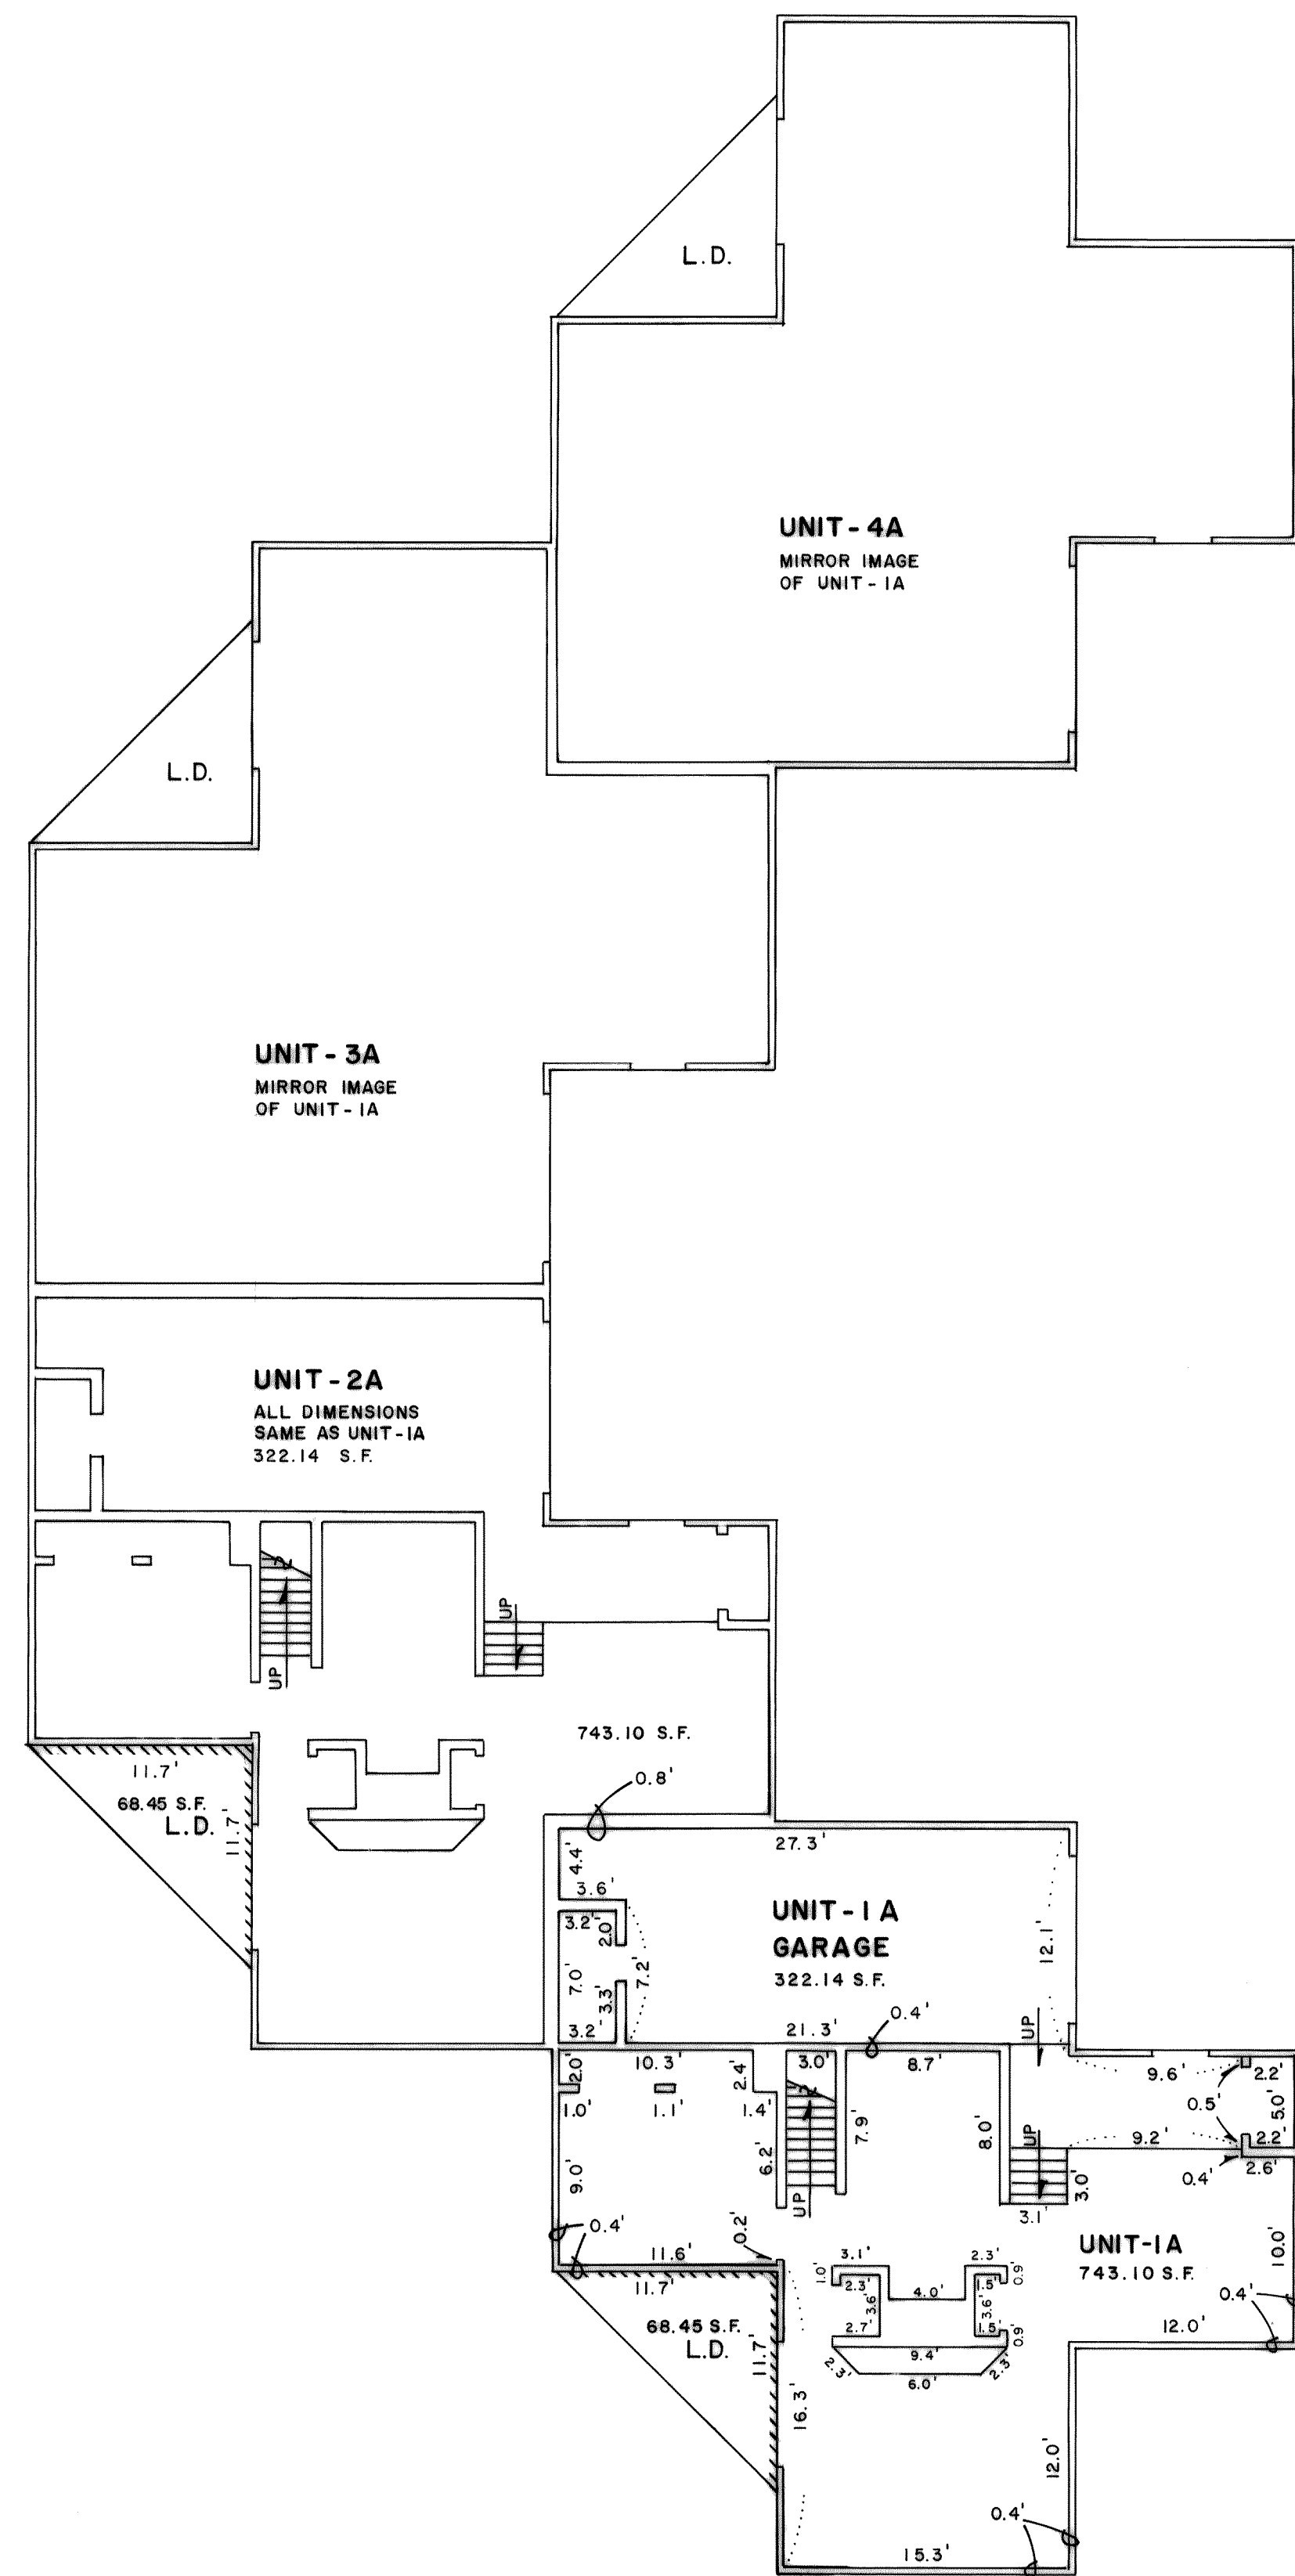 L.D.
UNIT-4A
MIRROR IMAGE
OF UNIT-1A
L.D.
UNIT-3A
MIRROR IMAGE
OF UNIT-1A
UNIT-2A
ALL DIMENSIONS
SAME AS UNIT-1A
322.14 S.F.
UP
UP
743.10 S.F.
11.7'
68.45 S.F.
L.D.
11.7'
0.8'
27.3'
4.4'
3.6'
3.2'
2.0'
7.0'
7.2'
3.3'
3.2'
UNIT-1A
GARAGE
322.14 S.F.
12.1'
21.3'
0.4'
UP
2.0'
10.3'
2.4'
3.0'
8.7'
9.6'
2.2'
1.0'
1.1'
1.4'
0.5'
5.0'
7.9'
8.0'
UP
9.2'
2.2'
6.2'
9.0'
0.4'
2.6'
3.0'
UP
3.1'
0.4'
0.2'
UNIT-1A
743.10 S.F.
10.0'
11.6'
3.1'
2.3'
11.7'
1.0'
2.3'
4.0'
1.5'
0.9'
3.6'
3.6'
0.4'
68.45 S.F.
L.D.
2.7'
1.5'
0.9'
12.0'
11.7'
9.4'
2.3'
6.0'
2.3'
16.3'
12.0'
0.4'
15.3'